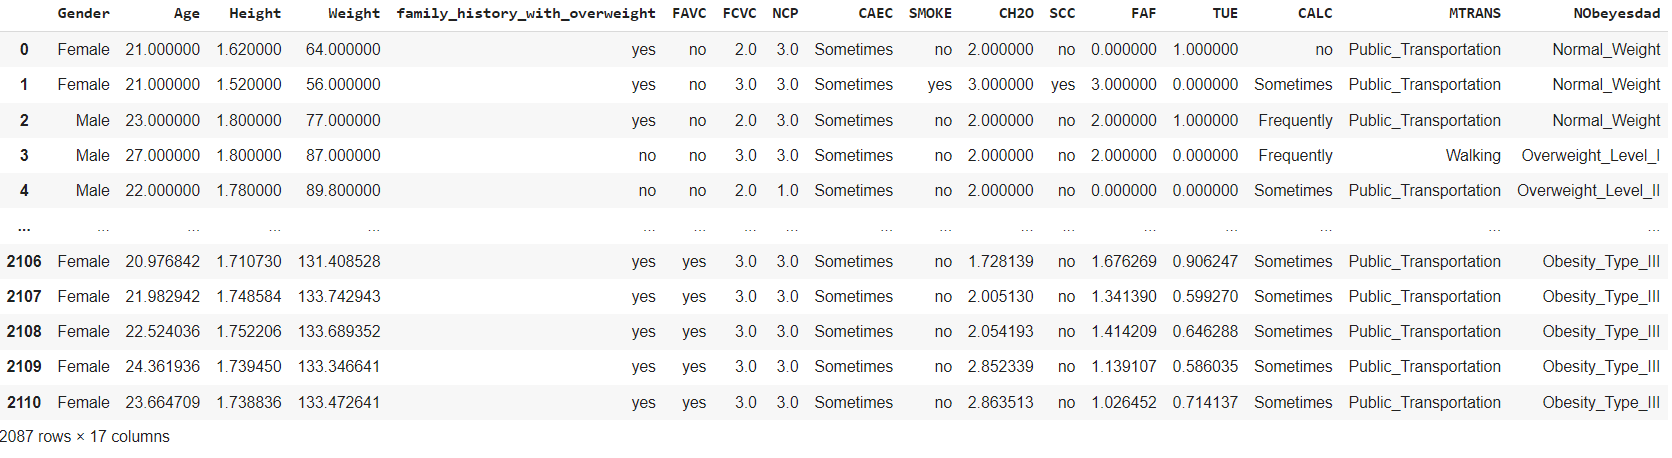 Gender Age Height Weight family_history_with_overweight FAVC FCVC NCP CAEC SMOKE CH2O SCC FAF TUE CALC MTRANS NObeyesdad
0 Female 21.000000 1.620000 64.000000 yes no 2.0 3.0 Sometimes no 2.000000 no 0.000000 1.000000 no Public_Transportation Normal_Weight
1 Female 21.000000 1.520000 56.000000 yes no 3.0 3.0 Sometimes yes 3.000000 yes 3.000000 0.000000 Sometimes Public_Transportation Normal_Weight
2 Male 23.000000 1.800000 77.000000 yes no 2.0 3.0 Sometimes no 2.000000 no 2.000000 1.000000 Frequently Public_Transportation Normal_Weight
3 Male 27.000000 1.800000 87.000000 no no 3.0 3.0 Sometimes no 2.000000 no 2.000000 0.000000 Frequently Walking Overweight_Level_I
4 Male 22.000000 1.780000 89.800000 no no 2.0 1.0 Sometimes no 2.000000 no 0.000000 0.000000 Sometimes Public_Transportation Overweight_Level_II
... ... ... ... ... ... ... ... ... ... ... ... ... ... ... ... ... ...
2106 Female 20.976842 1.710730 131.408528 yes yes 3.0 3.0 Sometimes no 1.728139 no 1.676269 0.906247 Sometimes Public_Transportation Obesity_Type_III
2107 Female 21.982942 1.748584 133.742943 yes yes 3.0 3.0 Sometimes no 2.005130 no 1.341390 0.599270 Sometimes Public_Transportation Obesity_Type_III
2108 Female 22.524036 1.752206 133.689352 yes yes 3.0 3.0 Sometimes no 2.054193 no 1.414209 0.646288 Sometimes Public_Transportation Obesity_Type_III
2109 Female 24.361936 1.739450 133.346641 yes yes 3.0 3.0 Sometimes no 2.852339 no 1.139107 0.586035 Sometimes Public_Transportation Obesity_Type_III
2110 Female 23.664709 1.738836 133.472641 yes yes 3.0 3.0 Sometimes no 2.863513 no 1.026452 0.714137 Sometimes Public_Transportation Obesity_Type_III
2087 rows × 17 columns